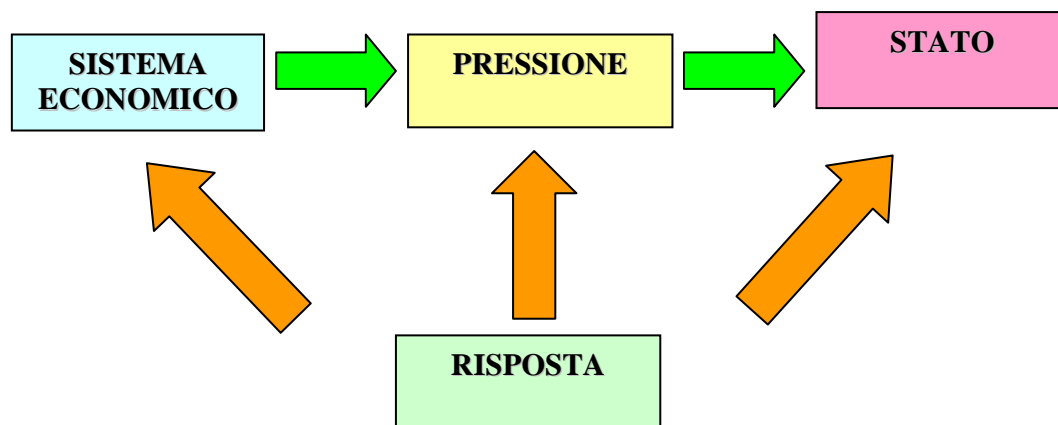 SISTEMA
ECONOMICO
PRESSIONE
STATO
RISPOSTA